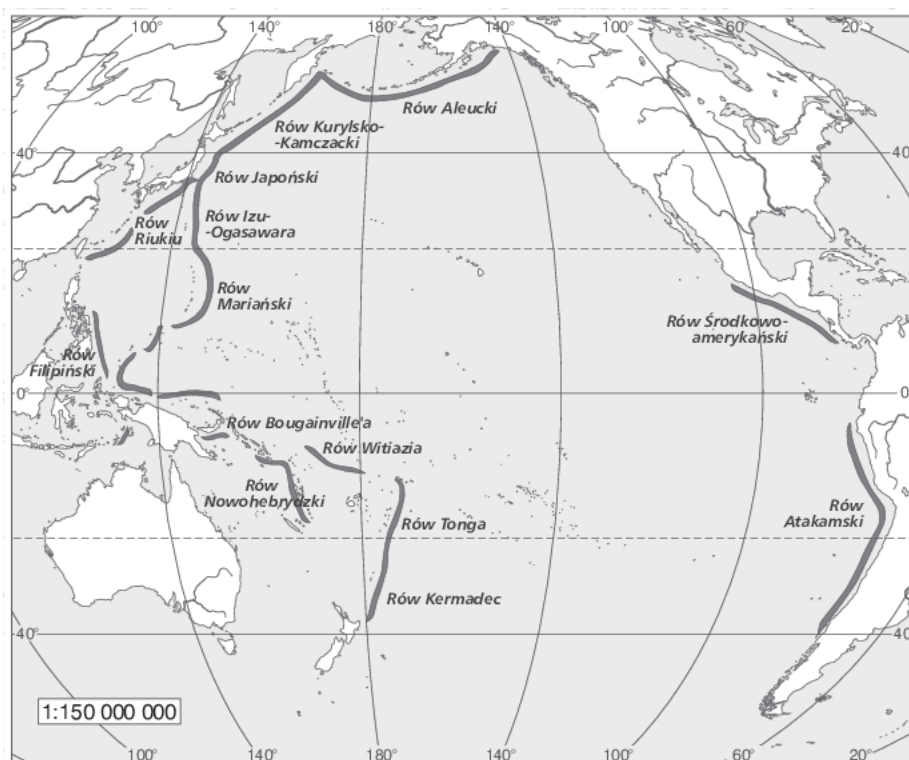 100° 140° 180° 140° 100° 60° 20°
Rów Aleucki
Rów Kurylsko-
-Kamczacki
40° 40
Rów Japoński
Rów Izu-
-Ogasawara
Rów
Riukiu
Rów
Mariański
Rów Środkowo-
amerykański
Rów
Filipiński
0° 0
Rów Bougainville'a
Rów Witiazia
Rów
Nowohebrydzki
Rów
Atakamski
Rów Tonga
Rów Kermadec
40° 40
1:150 000 000
100° 140° 180° 140° 100° 60° 20°